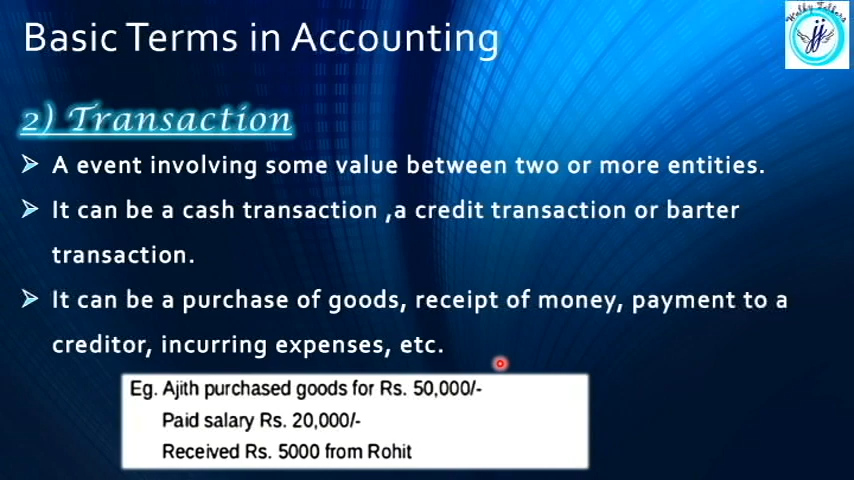 Basic Terms in Accounting
jj
2) Transaction
A event involving some value between two or more entities.
It can be a cash transaction ,a credit transaction or barter
transaction.
It can be a purchase of goods, receipt of money, payment to a
creditor, incurring expenses, etc.
Eg. Ajith purchased goods for Rs. 50,000/-
Paid salary Rs. 20,000/-
Received Rs. 5000 from Rohit